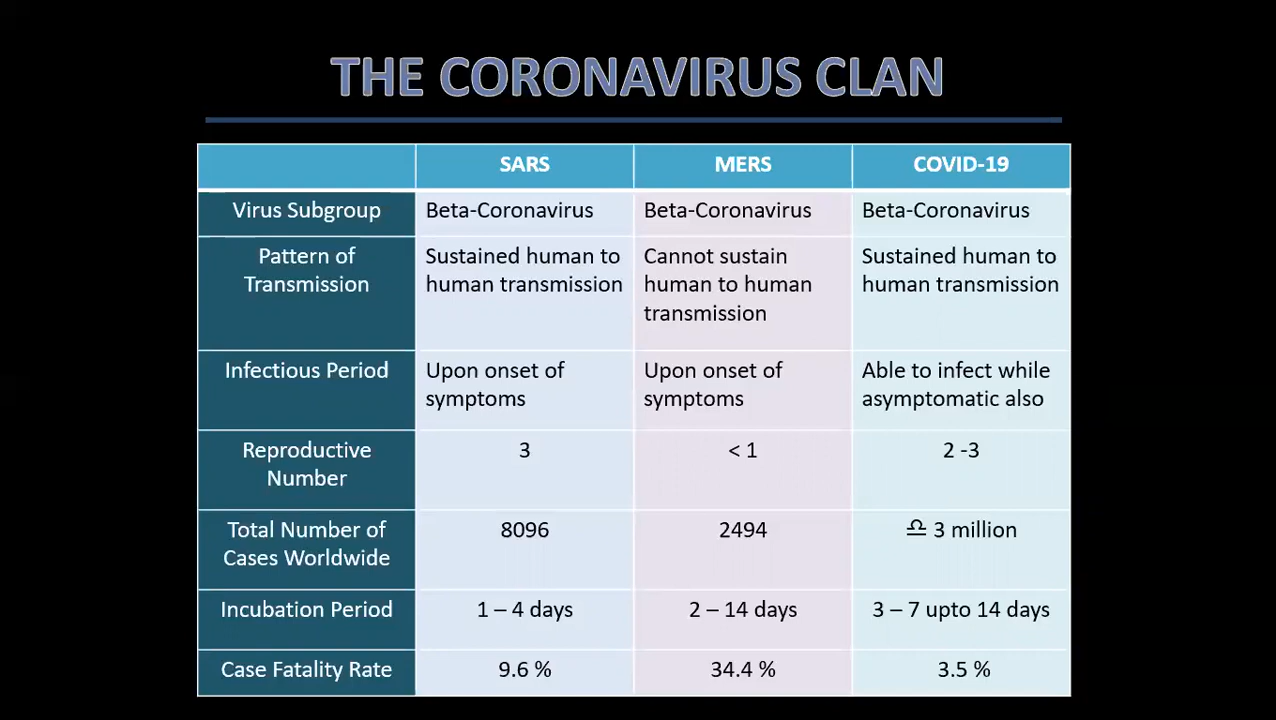 THE CORONAVIRUS CLAN
SARS MERS COVID-19
Virus Subgroup Beta-Coronavirus Beta-Coronavirus Beta-Coronavirus
Pattern of Sustained human to Cannot sustain Sustained human to
Transmission human transmission human to human human transmission
transmission
Infectious Period Upon onset of Upon onset of Able to infect while
symptoms symptoms asymptomatic also
Reproductive 3 < 1 2 -3
Number
Total Number of 8096 2494 ♎ 3 million
Cases Worldwide
Incubation Period 1 – 4 days 2 – 14 days 3 – 7 upto 14 days
Case Fatality Rate 9.6 % 34.4 % 3.5 %